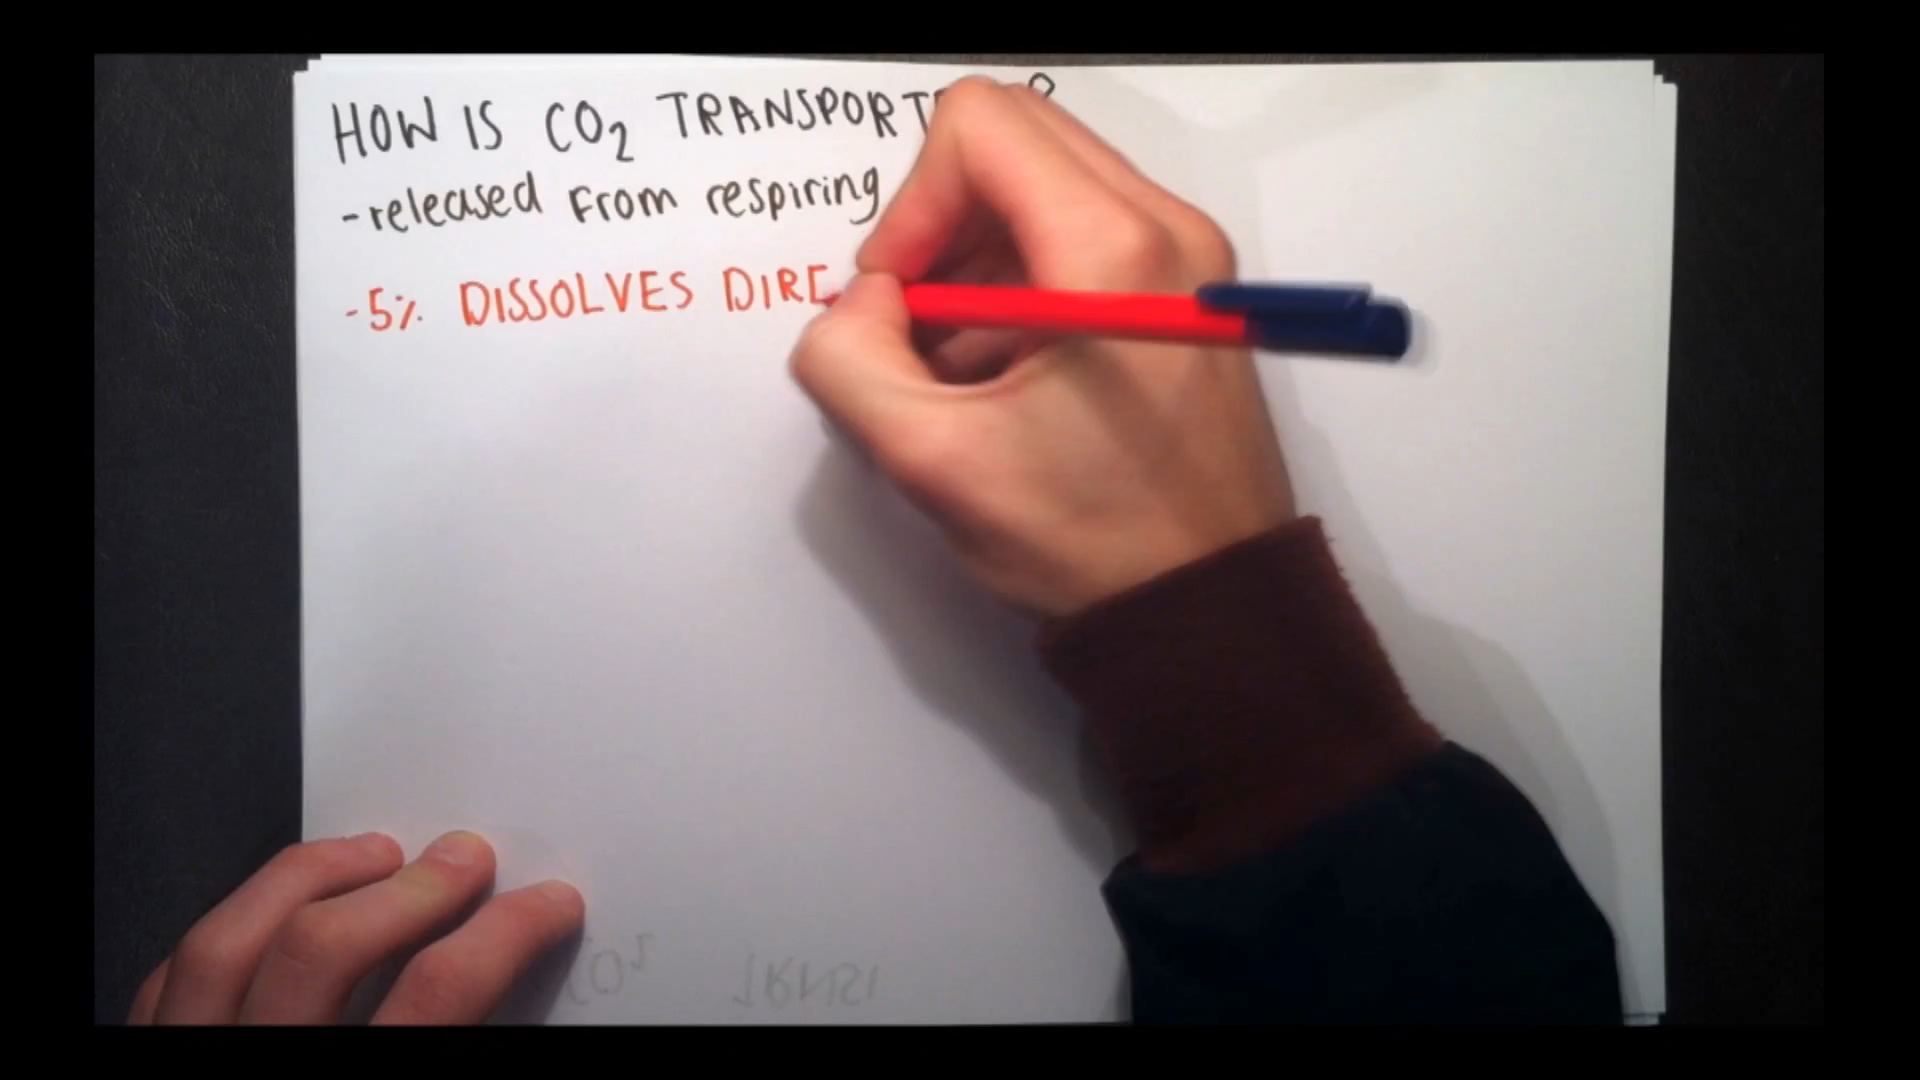 HOW IS CO2 TRANSPORT ?
-released from respiring
-5% DISSOLVES DIRE